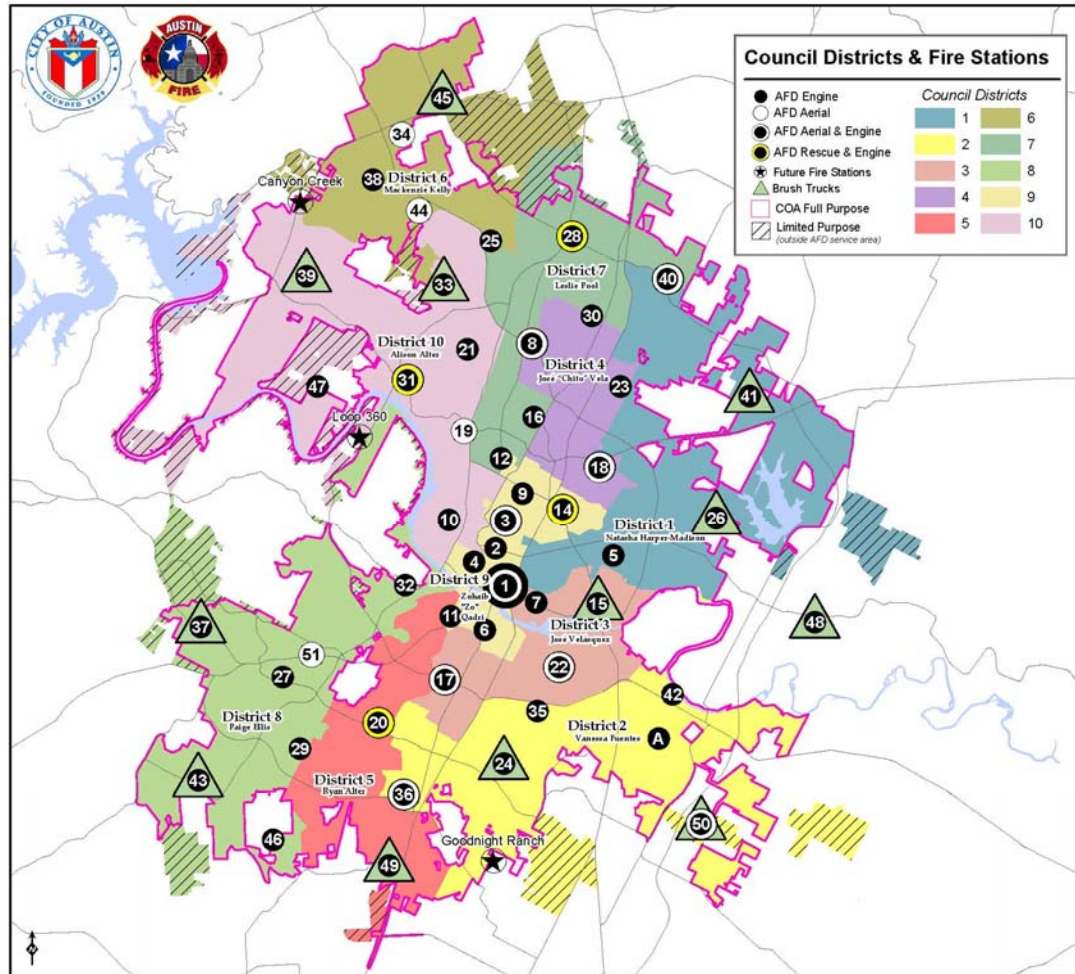 CITY OF AUSTIN
FOUNDED 1839
AUSTIN
FIRE
Council Districts & Fire Stations
AFD Engine
AFD Aerial
AFD Aerial & Engine
AFD Rescue & Engine
Future Fire Stations
Brush Trucks
COA Full Purpose
Limited Purpose
(outside AFD service area)
Council Districts
1
2
3
4
5
6
7
8
9
10
45
34
38
District 6
Mackenzie Kelly
Canyon Creek
44
25
28
39
33
District 7
Leslie Pool
40
30
District 10
Alison Alter
21
8
District 4
José "Chito" Vela
31
47
23
41
Loop 360
19
16
12
18
9
14
26
10
3
District 1
Natasha Harper-Madison
2
4
5
32
District 9
Zohaib
"Zo"
Qadri
1
7
15
48
37
11
6
District 3
José Velásquez
51
27
17
22
42
District 8
Paige Ellis
20
35
District 2
Vanessa Fuentes
A
29
24
43
District 5
Ryan Alter
36
50
46
Goodnight Ranch
49
N